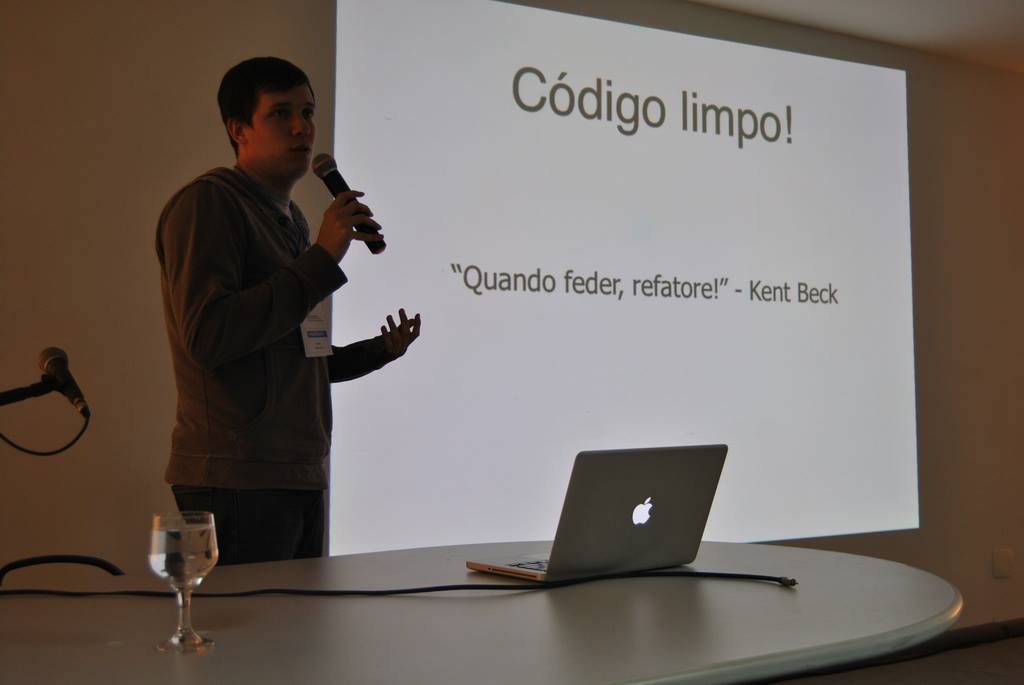 Código limpo!
“Quando feder, refatore!” - Kent Beck